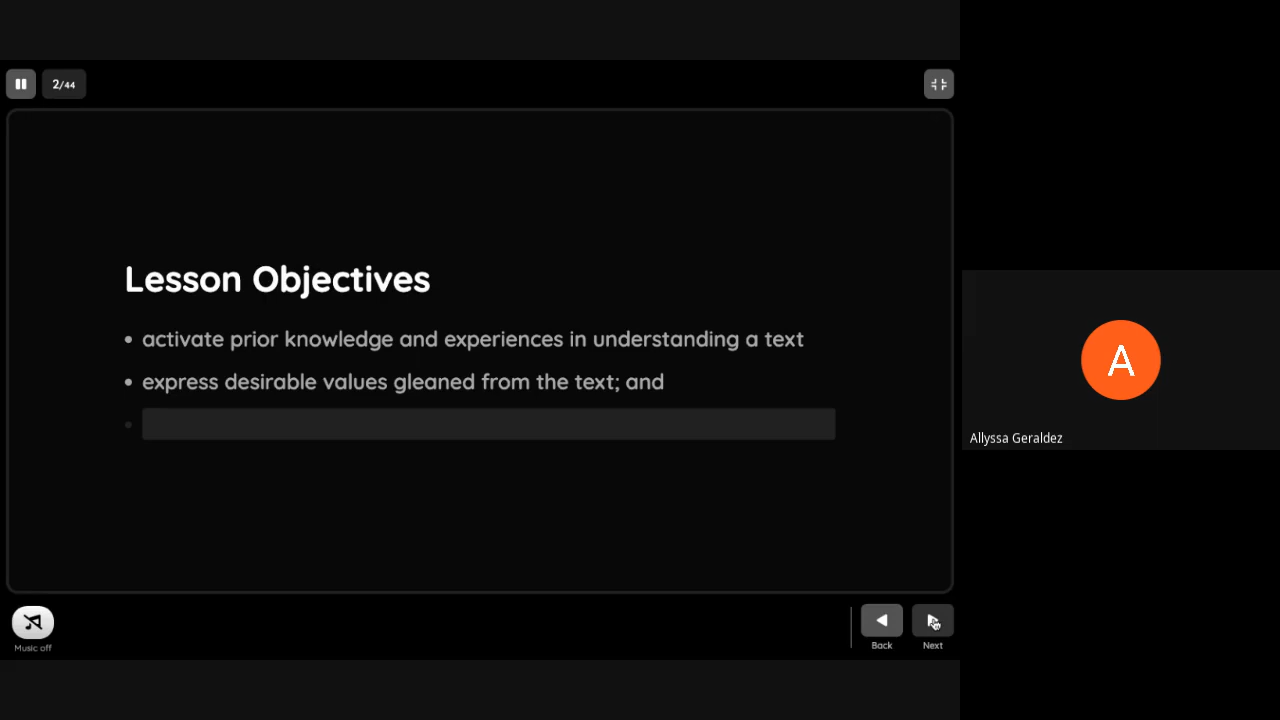 2/44
Lesson Objectives
• activate prior knowledge and experiences in understanding a text
• express desirable values gleaned from the text; and
A
Allyssa Geraldez
Music off
Back
Next